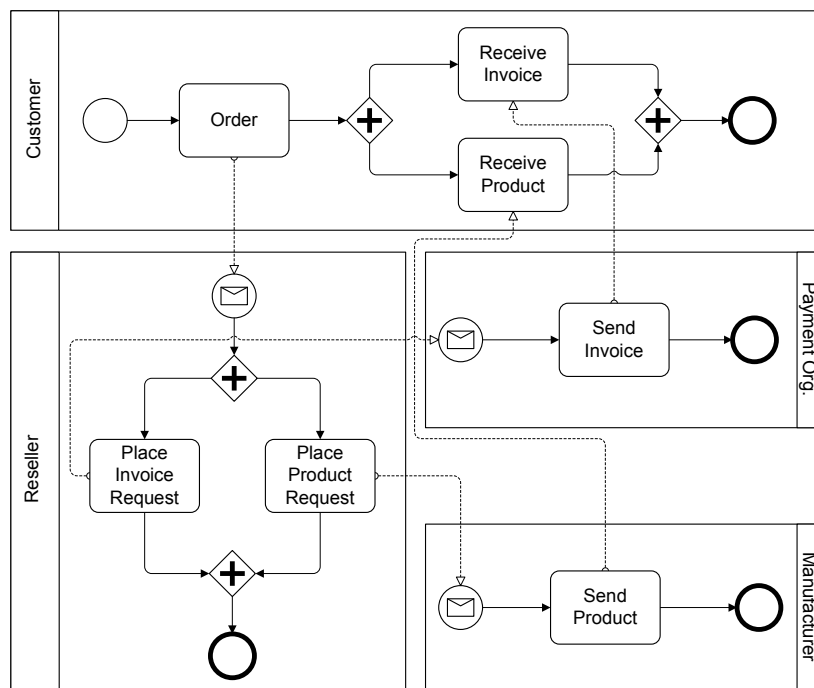 Customer
Order
Receive
Invoice
Receive
Product
Reseller
Place
Invoice
Request
Place
Product
Request
Payment Org.
Send
Invoice
Manufacturer
Send
Product